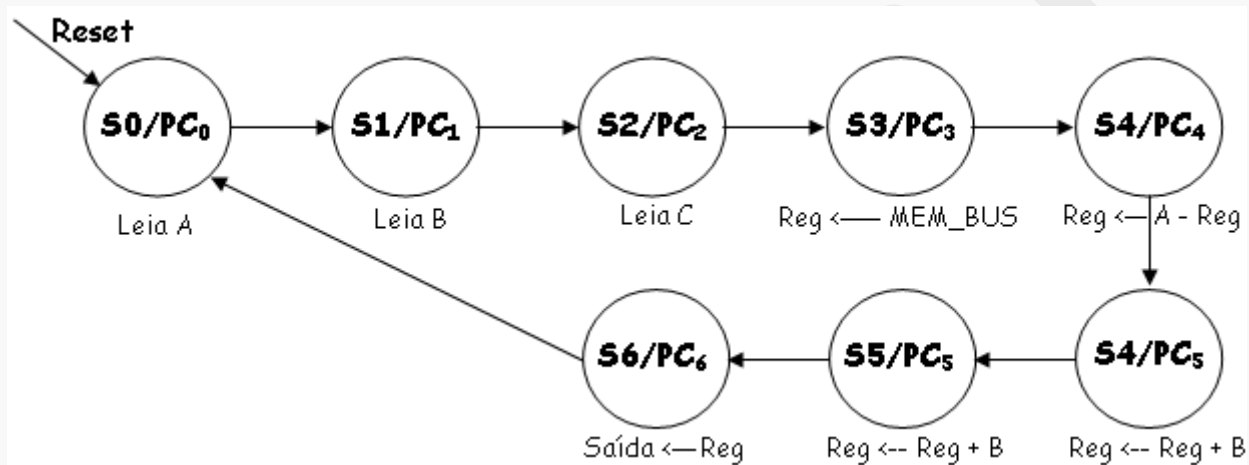 Reset
S0/PC₀
S1/PC₁
S2/PC₂
S3/PC₃
S4/PC₄
Leia A
Leia B
Leia C
Reg <—— MEM_BUS
Reg <— A - Reg
S6/PC₆
S5/PC₅
S4/PC₅
Saída <—Reg
Reg <-- Reg + B
Reg <-- Reg + B